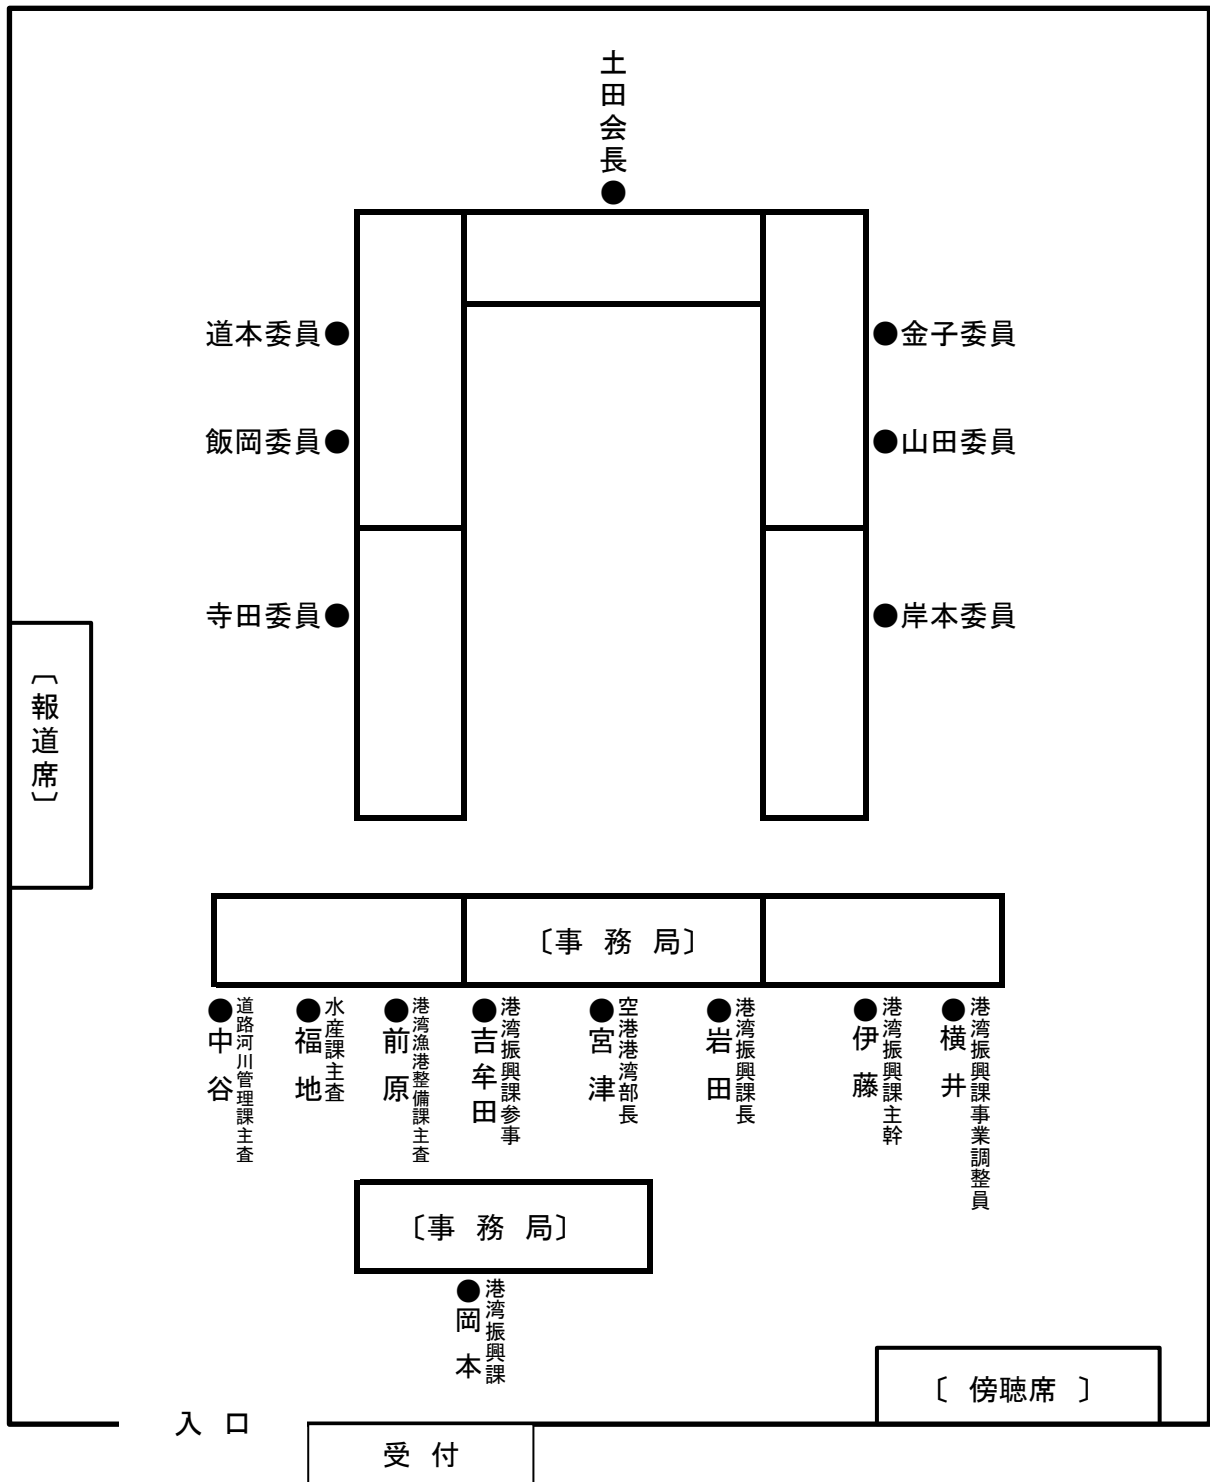 土田会長
道本委員
金子委員
飯岡委員
山田委員
寺田委員
岸本委員
〔報道席〕
〔事 務 局〕
道路河川管理課主査
中谷
水産課主査
福地
港湾漁港整備課主査
前原
港湾振興課参事
吉牟田
空港港湾部長
宮津
港湾振興課長
岩田
港湾振興課主幹
伊藤
港湾振興課事業調整員
横井
〔事 務 局〕
港湾振興課
岡本
〔 傍聴席 〕
入 口
受 付